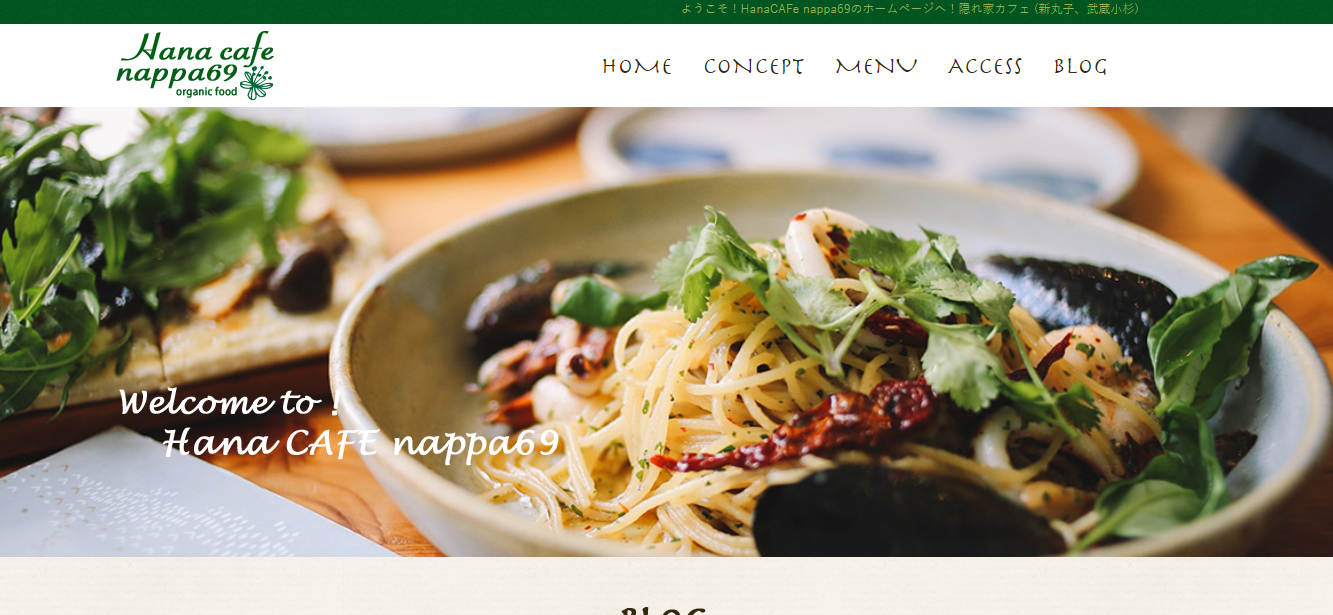 ようこそ！HanaCAFe nappa69のホームページへ！隠れ家カフェ（新丸子、武蔵小杉）
Hana cafe
nappa69
organic food
HOME CONCEPT MENU ACCESS BLOG
Welcome to !
Hana CAFE nappa69
BLOG